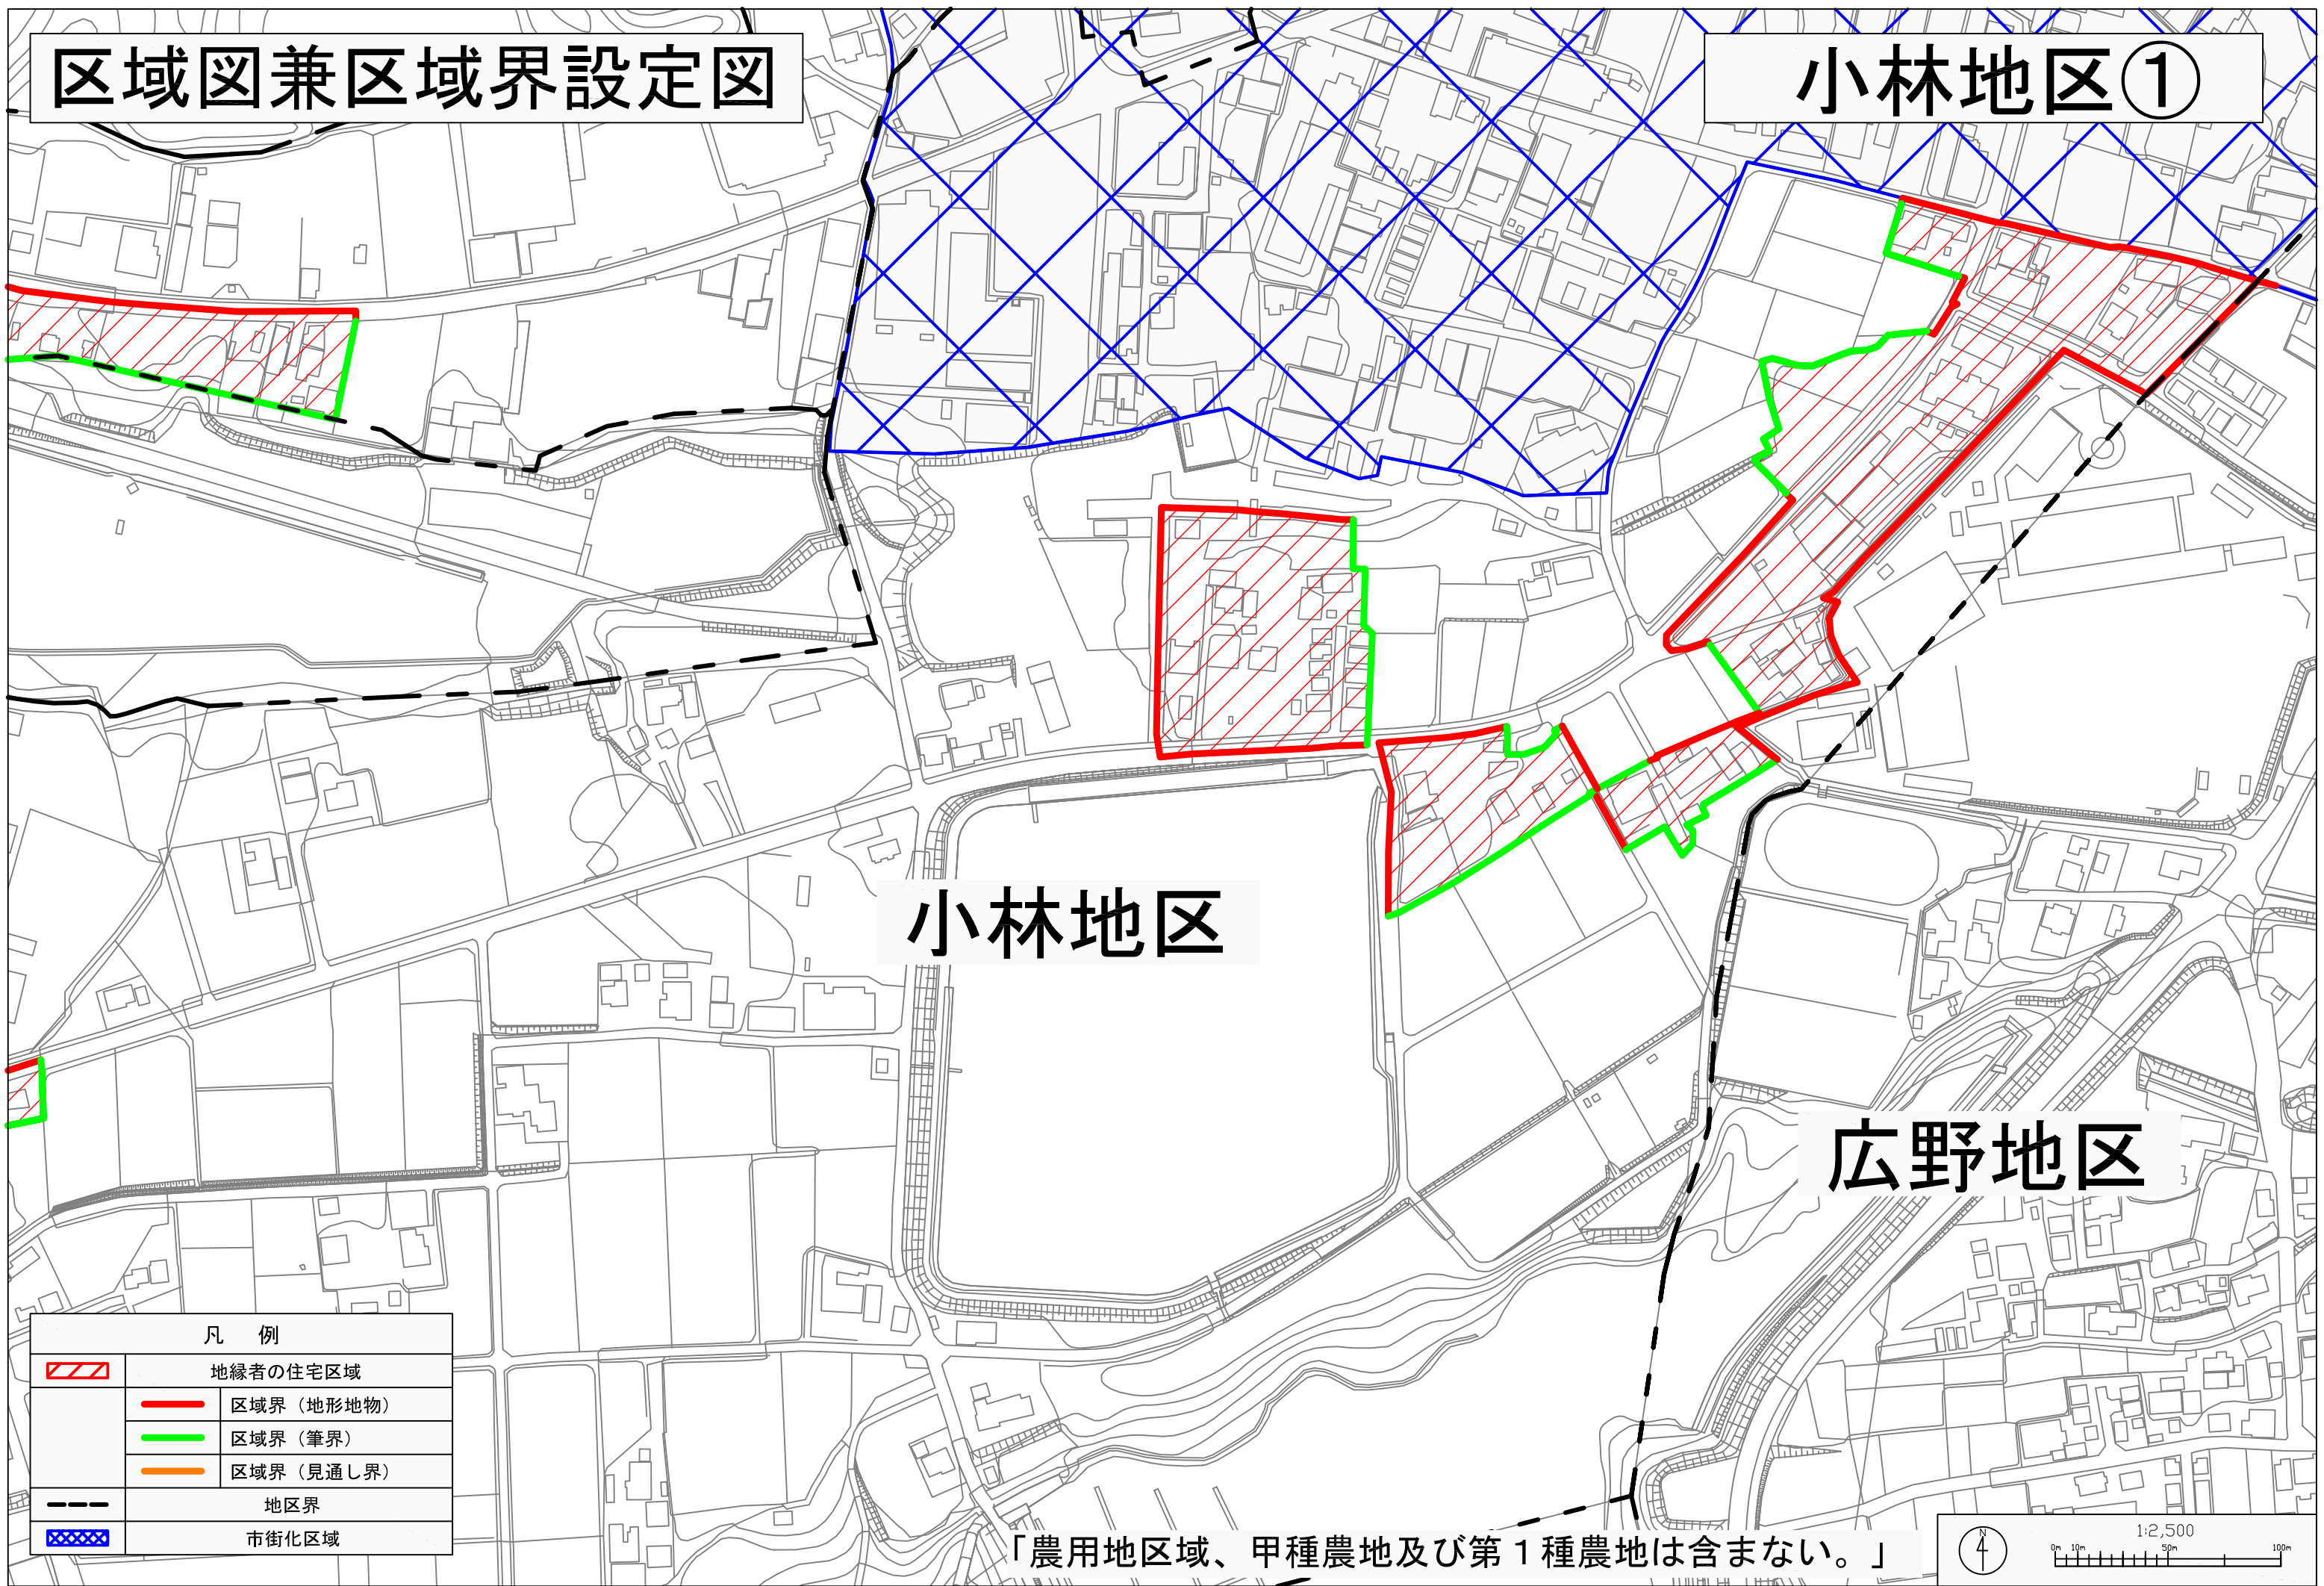 区域図兼区域界設定図
小林地区①
小林地区
広野地区
凡 例
地縁者の住宅区域
区域界（地形地物）
区域界（筆界）
区域界（見通し界）
地区界
市街化区域
「農用地区域、甲種農地及び第１種農地は含まない。」
N
1:2,500
0m 10m 50m 100m